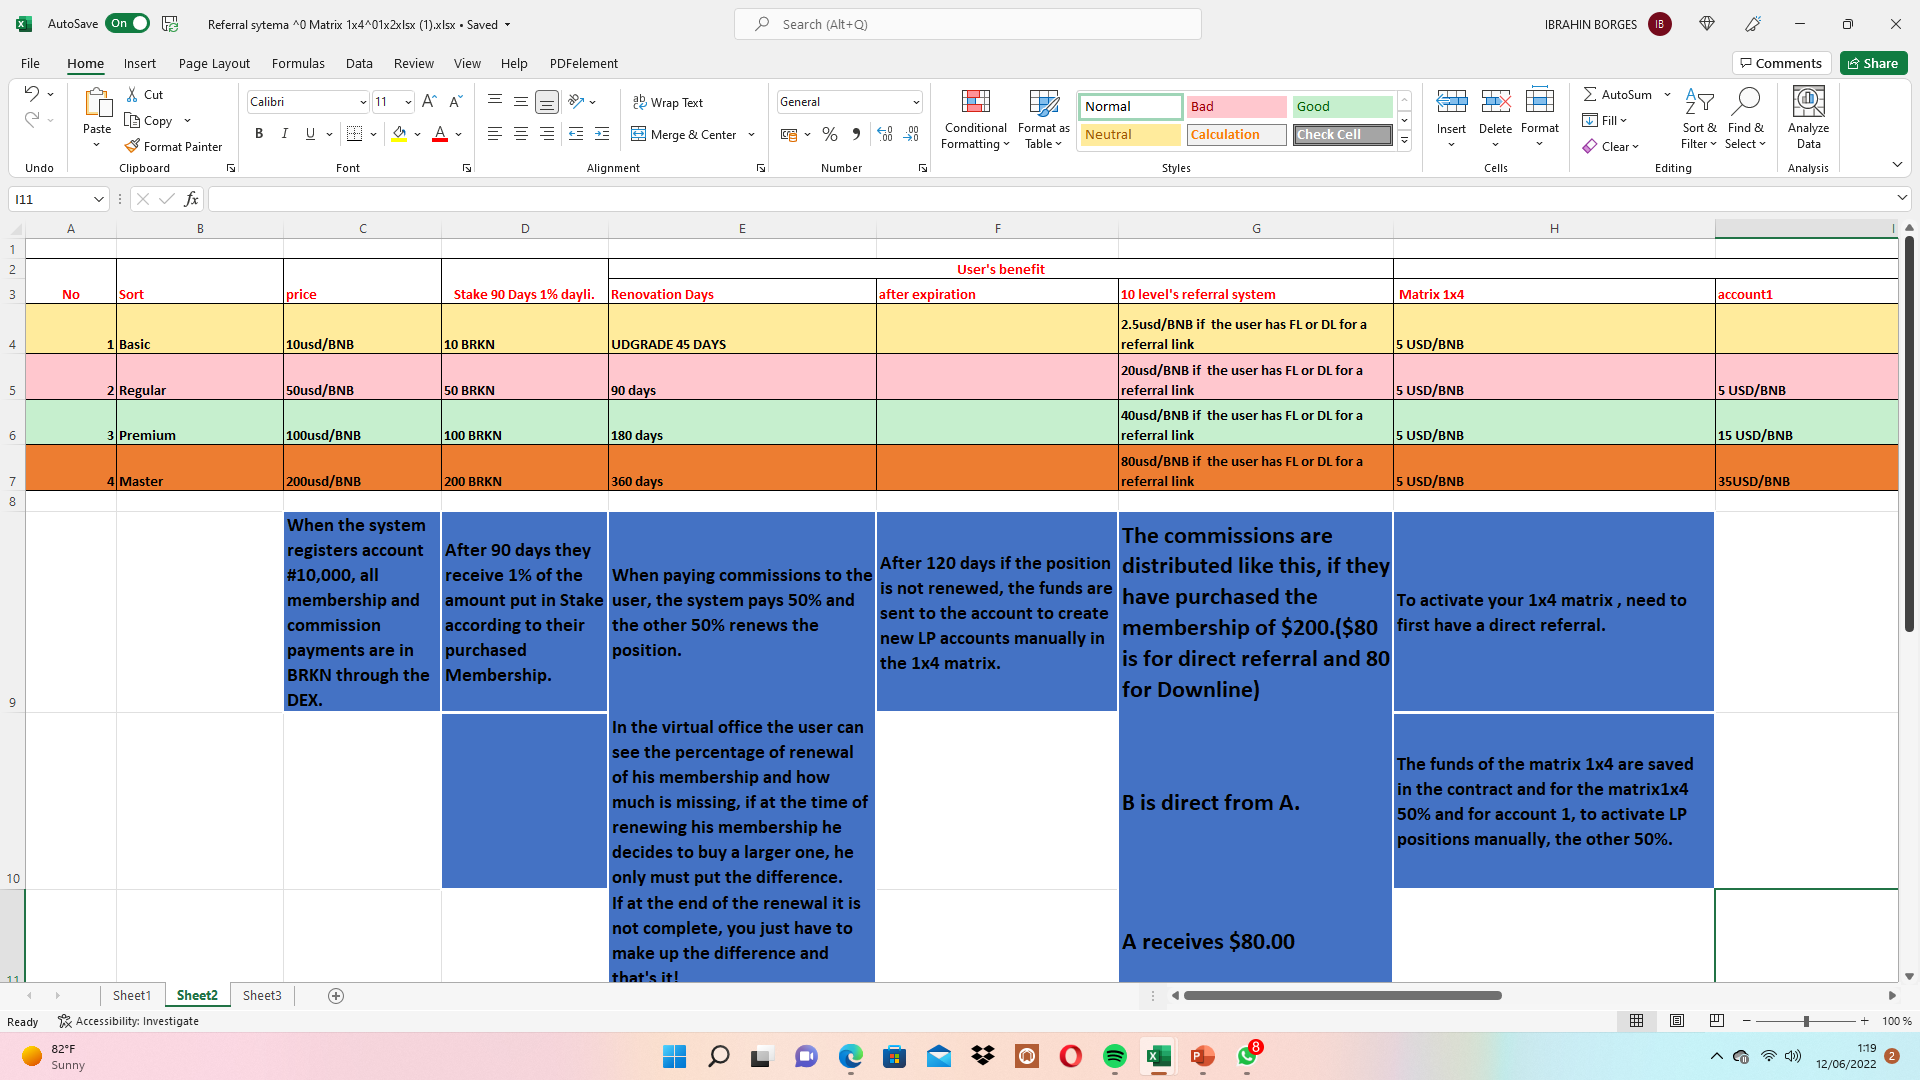 AutoSave On Referral sytema ^0 Matrix 1x4^01x2xlsx (1).xlsx • Saved Search (Alt+Q) IBRAHIN BORGES IB
File Home Insert Page Layout Formulas Data Review View Help PDFelement Comments Share
Cut Calibri 11 Wrap Text General Normal Bad Good AutoSum
Paste Copy Conditional Formatting Format as Table Insert Delete Format Fill Sort & Filter Find & Select Analyze Data
Format Painter B I U Merge & Center Neutral Calculation Check Cell Clear
Undo Clipboard Font Alignment Number Styles Cells Editing Analysis
I11 fx
A B C D E F G H I
1
2 User's benefit
3 No Sort price Stake 90 Days 1% dayli. Renovation Days after expiration 10 level's referral system Matrix 1x4 account1
4 1 Basic 10usd/BNB 10 BRKN UDGRADE 45 DAYS 2.5usd/BNB if the user has FL or DL for a referral link 5 USD/BNB
5 2 Regular 50usd/BNB 50 BRKN 90 days 20usd/BNB if the user has FL or DL for a referral link 5 USD/BNB 5 USD/BNB
6 3 Premium 100usd/BNB 100 BRKN 180 days 40usd/BNB if the user has FL or DL for a referral link 5 USD/BNB 15 USD/BNB
7 4 Master 200usd/BNB 200 BRKN 360 days 80usd/BNB if the user has FL or DL for a referral link 5 USD/BNB 35USD/BNB
8
9
When the system
registers account
#10,000, all
membership and
commission
payments are in
BRKN through the
DEX.
After 90 days they
receive 1% of the
amount put in Stake
according to their
purchased
Membership.
When paying commissions to the
user, the system pays 50% and
the other 50% renews the
position.
After 120 days if the position
is not renewed, the funds are
sent to the account to create
new LP accounts manually in
the 1x4 matrix.
The commissions are
distributed like this, if they
have purchased the
membership of $200.($80
is for direct referral and 80
for Downline)
To activate your 1x4 matrix , need to
first have a direct referral.
10
In the virtual office the user can
see the percentage of renewal
of his membership and how
much is missing, if at the time of
renewing his membership he
decides to buy a larger one, he
only must put the difference.
B is direct from A.
The funds of the matrix 1x4 are saved
in the contract and for the matrix1x4
50% and for account 1, to activate LP
positions manually, the other 50%.
11
If at the end of the renewal it is
not complete, you just have to
make up the difference and
that's it!
A receives $80.00
Sheet1 Sheet2 Sheet3
Ready Accessibility: Investigate 100 %
82°F
Sunny
8
1:19
12/06/2022
2